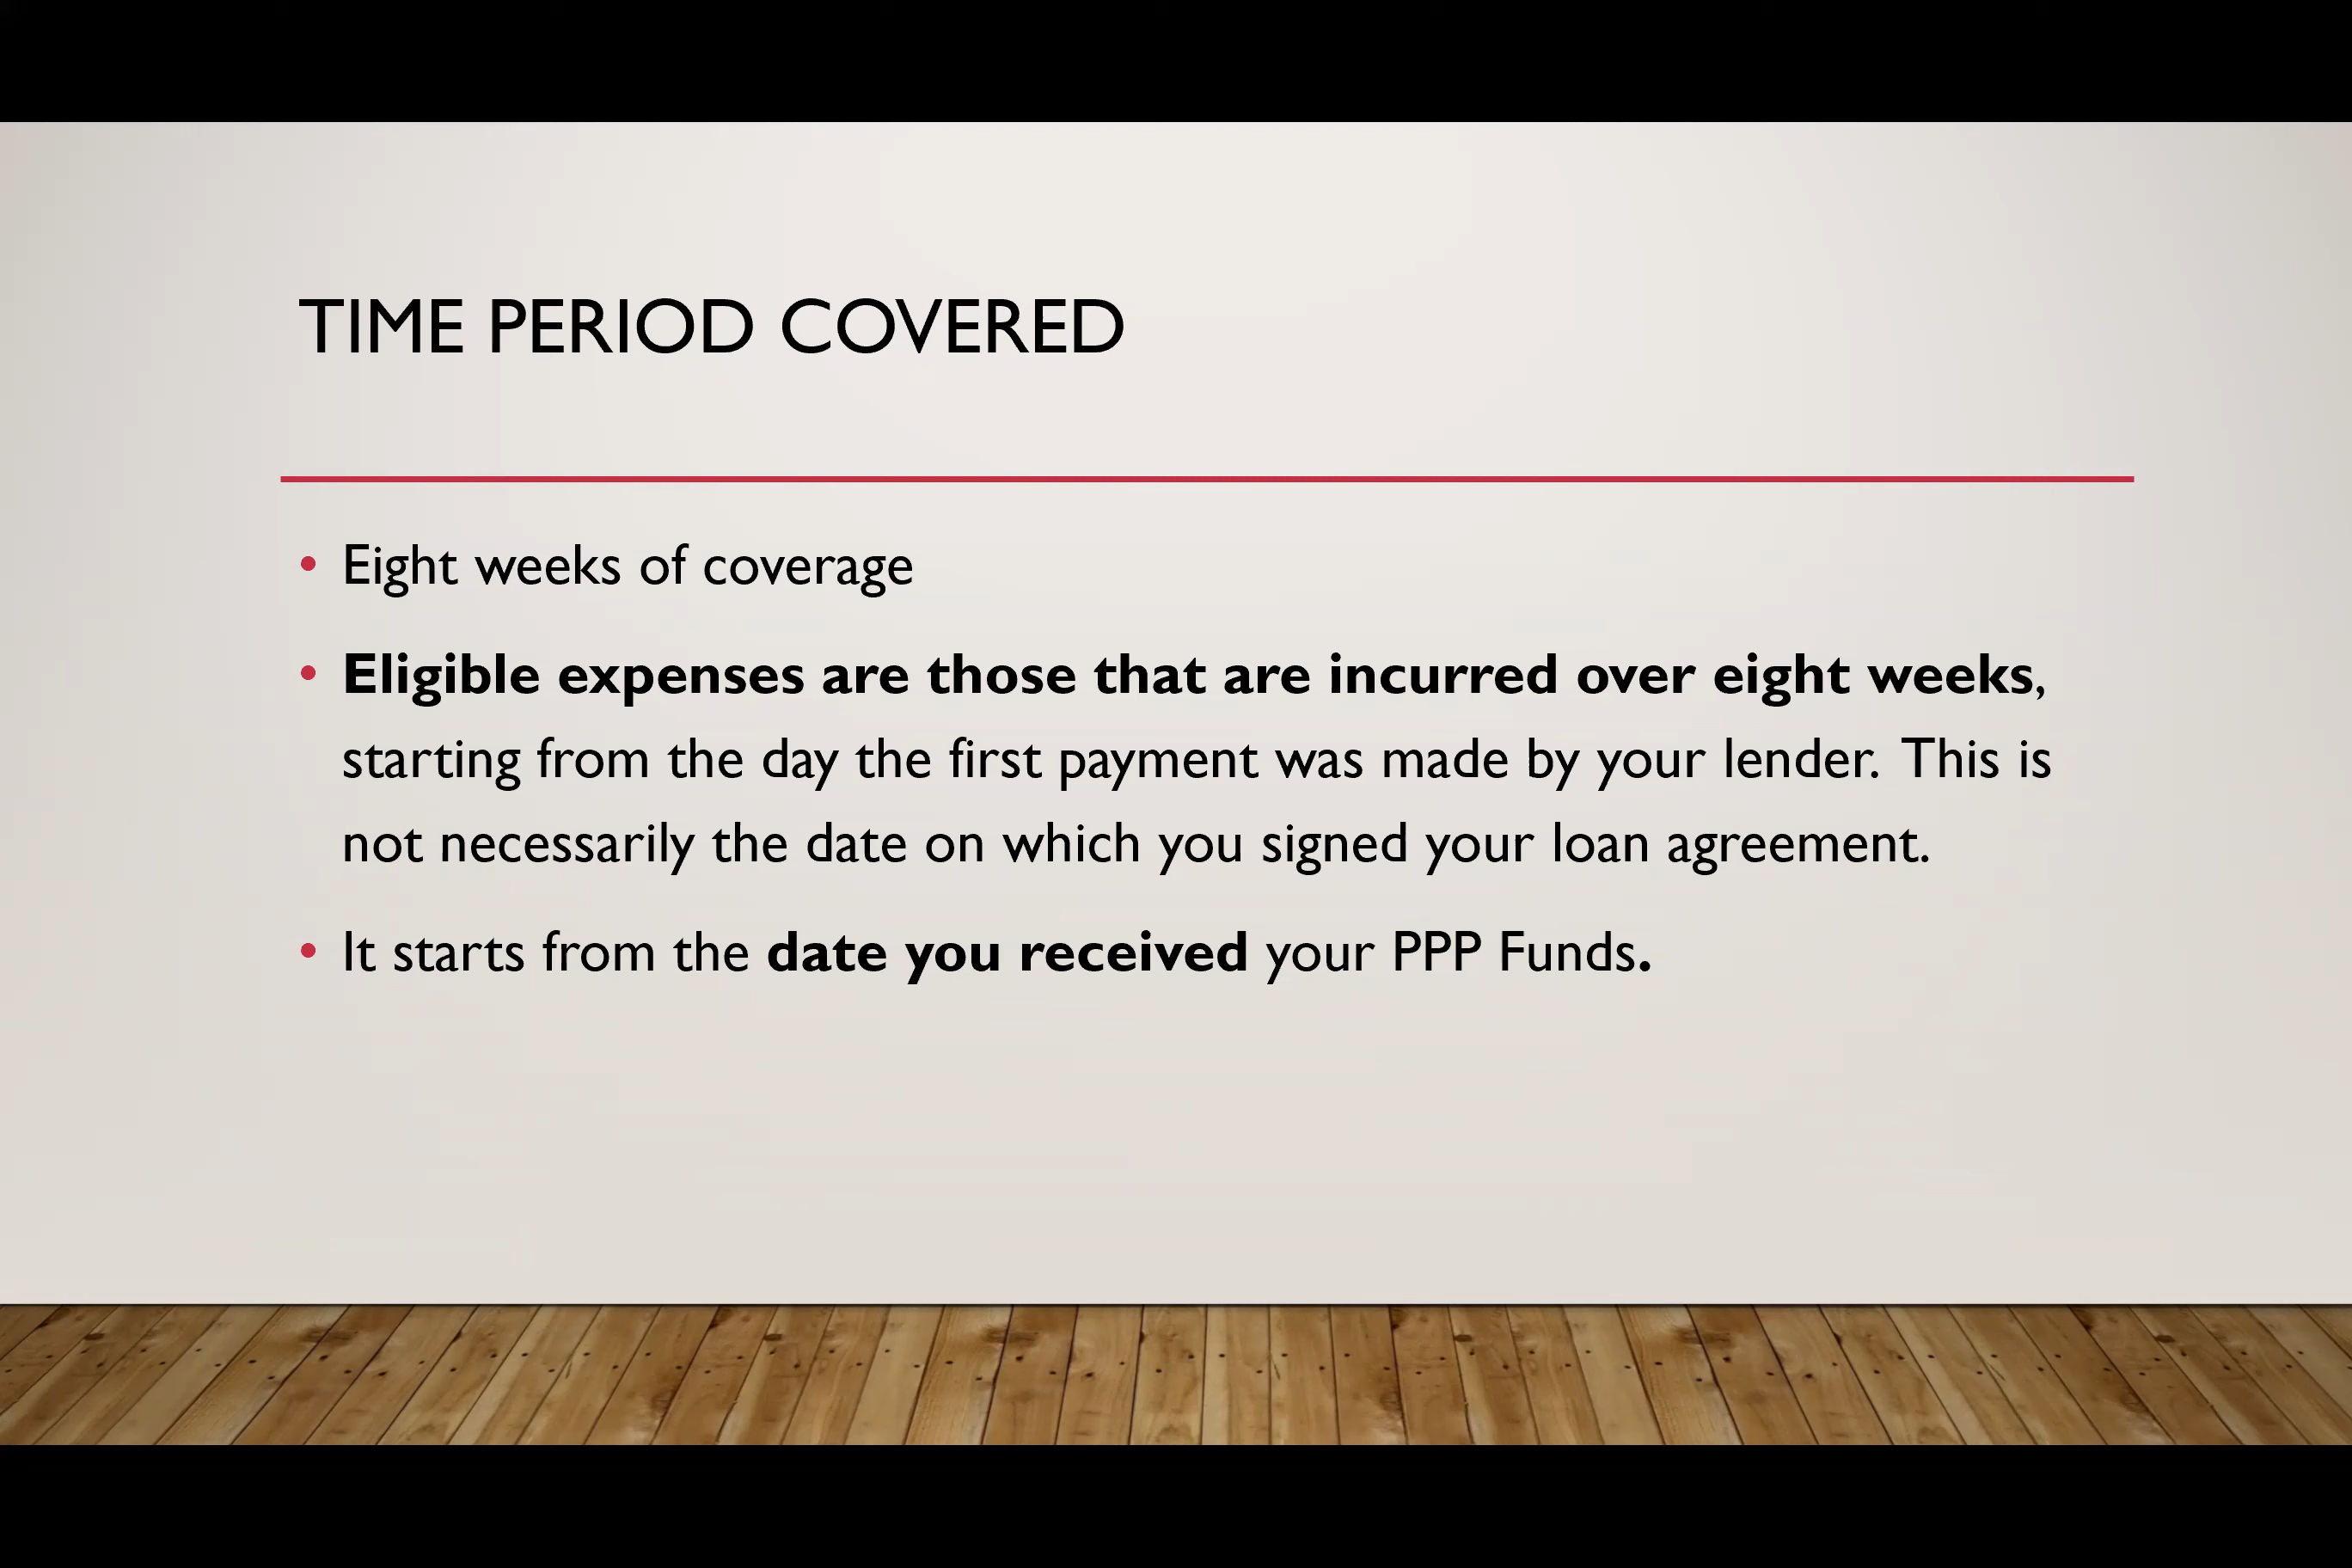 TIME PERIOD COVERED
• Eight weeks of coverage
• Eligible expenses are those that are incurred over eight weeks,
starting from the day the first payment was made by your lender. This is
not necessarily the date on which you signed your loan agreement.
• It starts from the date you received your PPP Funds.